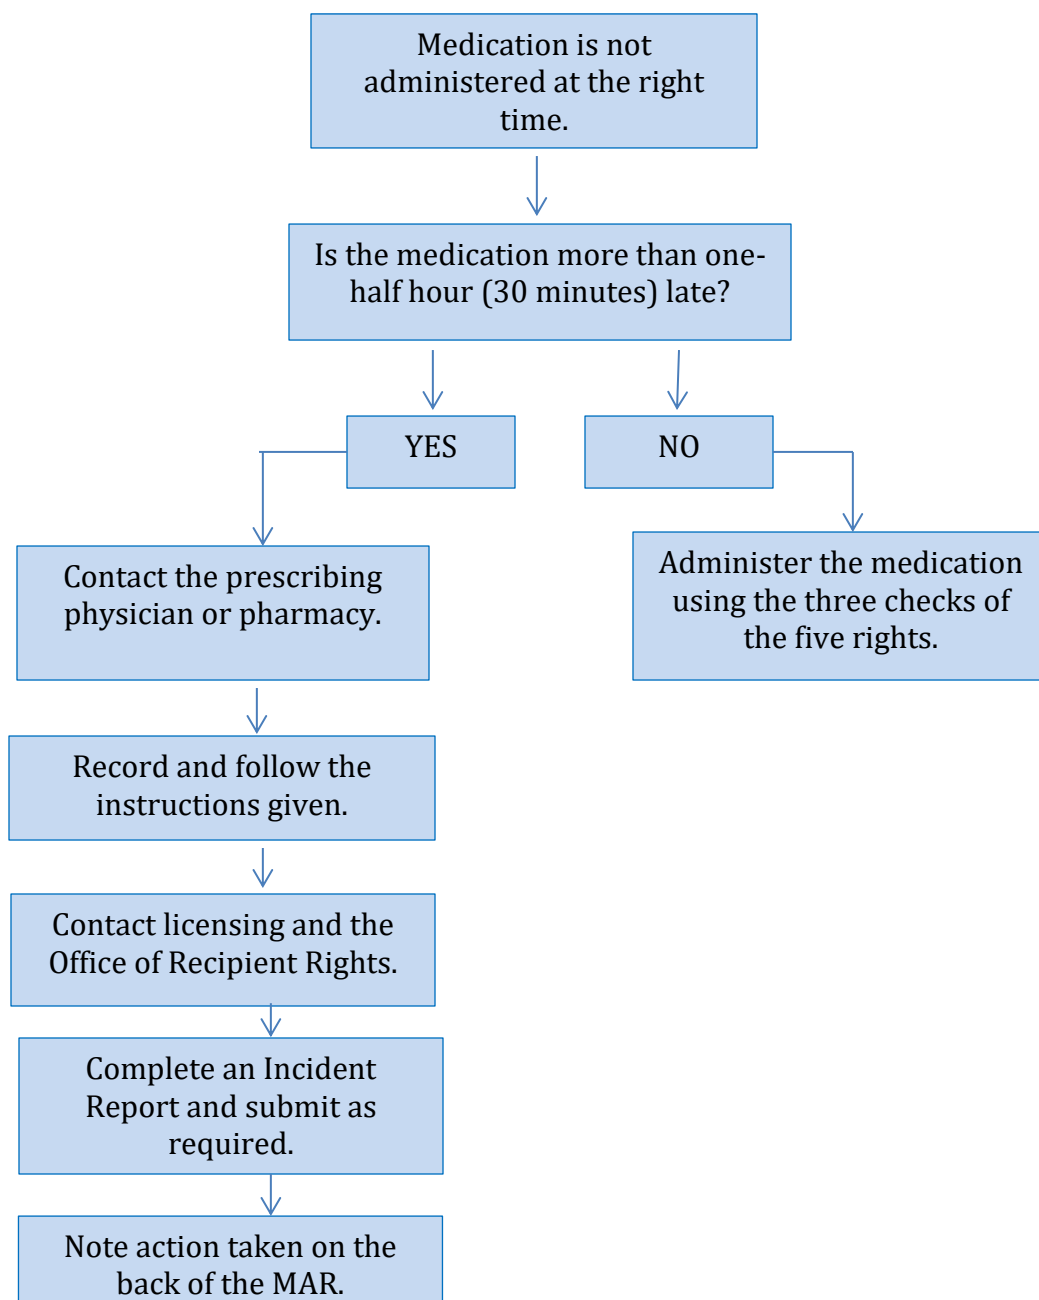 Medication is not
administered at the right
time.
Is the medication more than one-
half hour (30 minutes) late?
YES
NO
Contact the prescribing
physician or pharmacy.
Administer the medication
using the three checks of
the five rights.
Record and follow the
instructions given.
Contact licensing and the
Office of Recipient Rights.
Complete an Incident
Report and submit as
required.
Note action taken on the
back of the MAR.